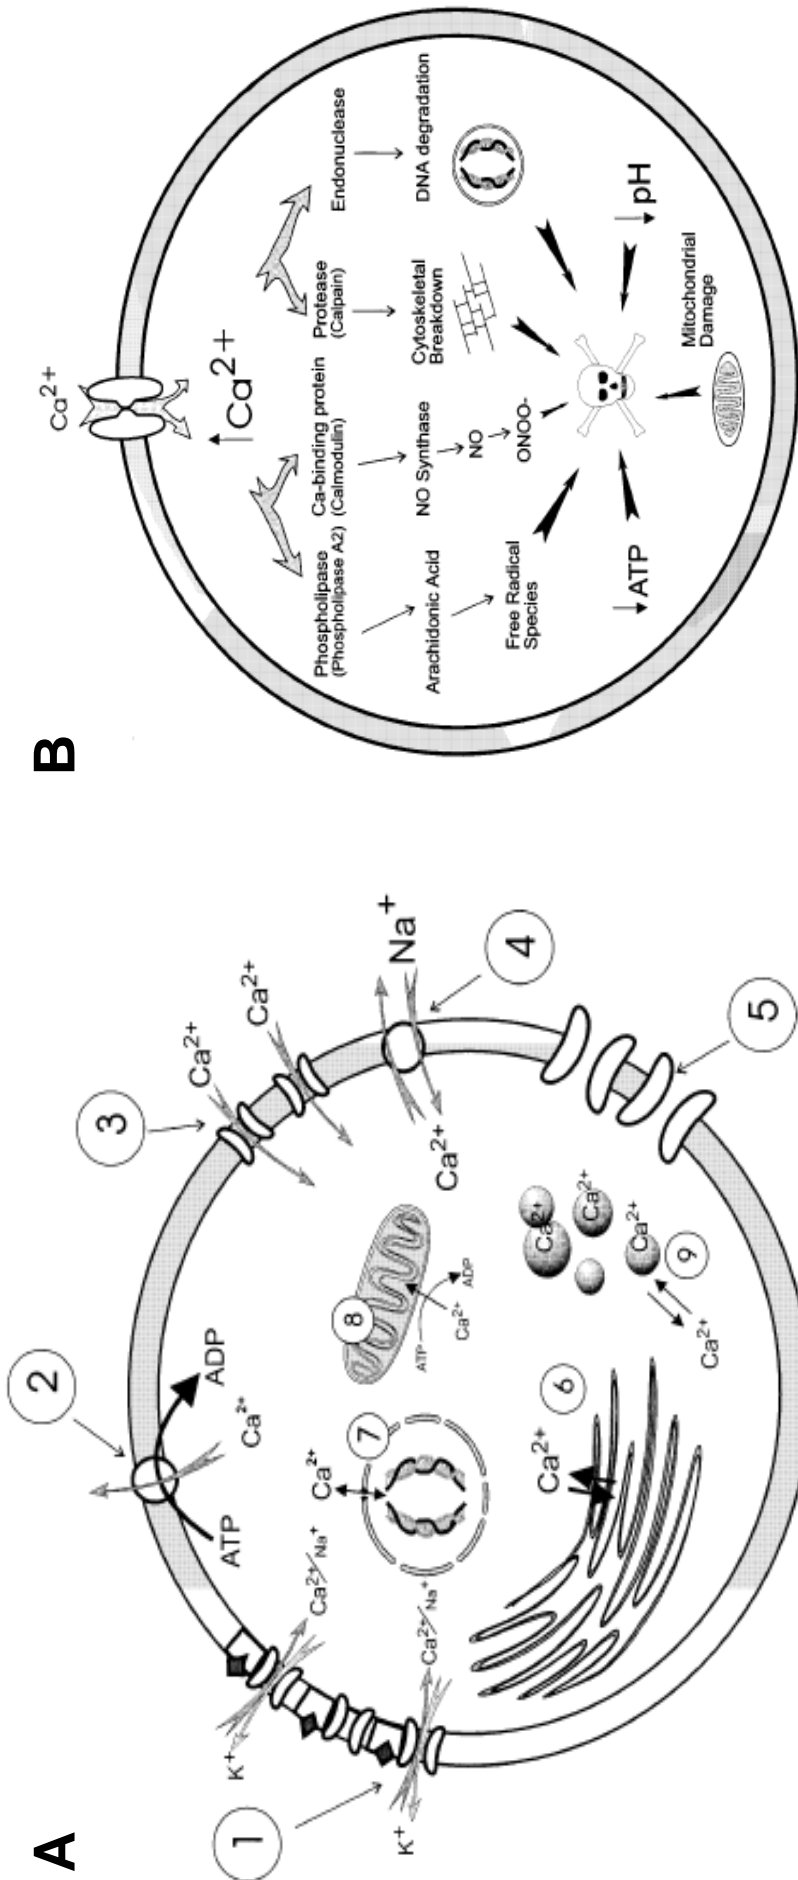 A
1
K+
K+
Ca2+/Na+
Ca2+/Na+
2
ATP
ADP
Ca2+
3
Ca2+
Ca2+
4
Na+
Ca2+
5
Ca2+
7
8
ATP
ADP
Ca2+
Ca2+
6
Ca2+
Ca2+
Ca2+
9
Ca2+
B
Ca2+
Ca2+
Phospholipase
(Phospholipase A2)
Arachidonic Acid
Free Radical
Species
Ca-binding protein
(Calmodulin)
NO Synthase
NO
ONOO-
Protease
(Calpain)
Cytoskeletal
Breakdown
Endonuclease
DNA degradation
ATP
Mitochondrial
Damage
pH